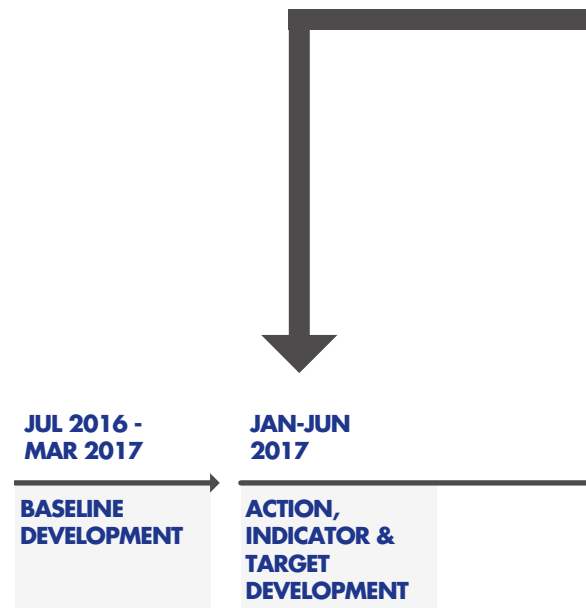 JUL 2016 -
MAR 2017
JAN-JUN
2017
BASELINE
DEVELOPMENT
ACTION,
INDICATOR &
TARGET
DEVELOPMENT